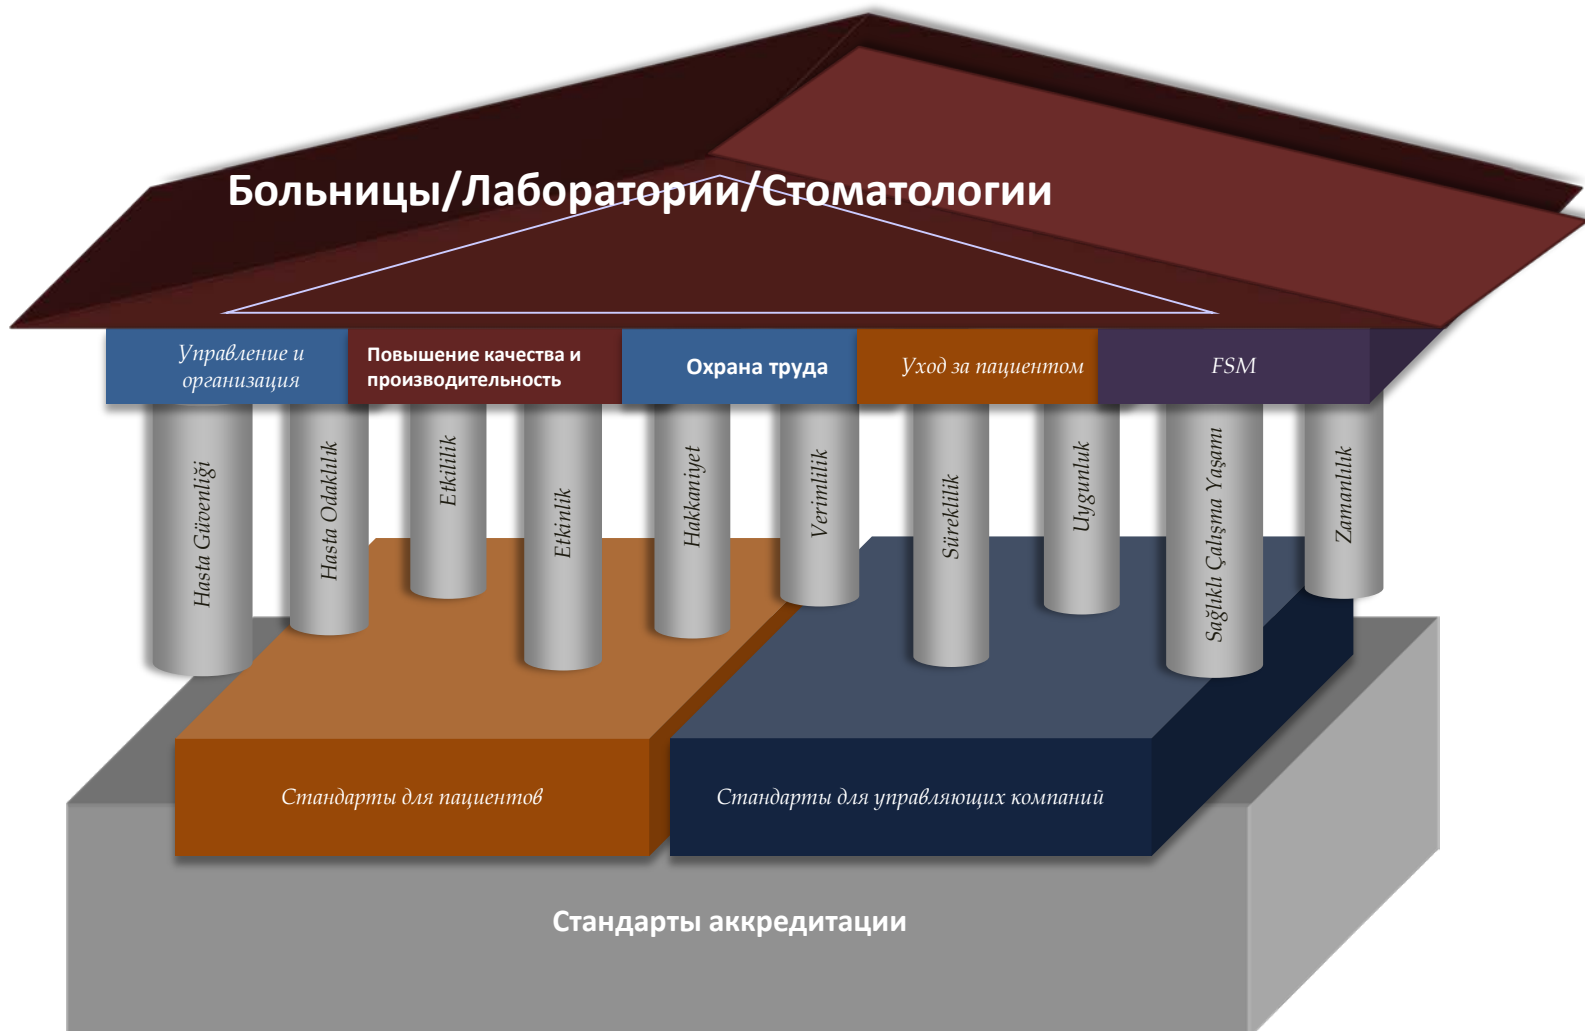 Больницы/Лаборатории/Стоматологии
Управление и
организация
Повышение качества и
производительность
Охрана труда
Уход за пациентом
FSM
Hasta Güvenliği
Hasta Odaklılık
Etkililik
Etkinlik
Hakkaniyet
Verimlilik
Süreklilik
Uygunluk
Sağlıklı Çalışma Yaşamı
Zamanlılık
Стандарты для пациентов
Стандарты для управляющих компаний
Стандарты аккредитации